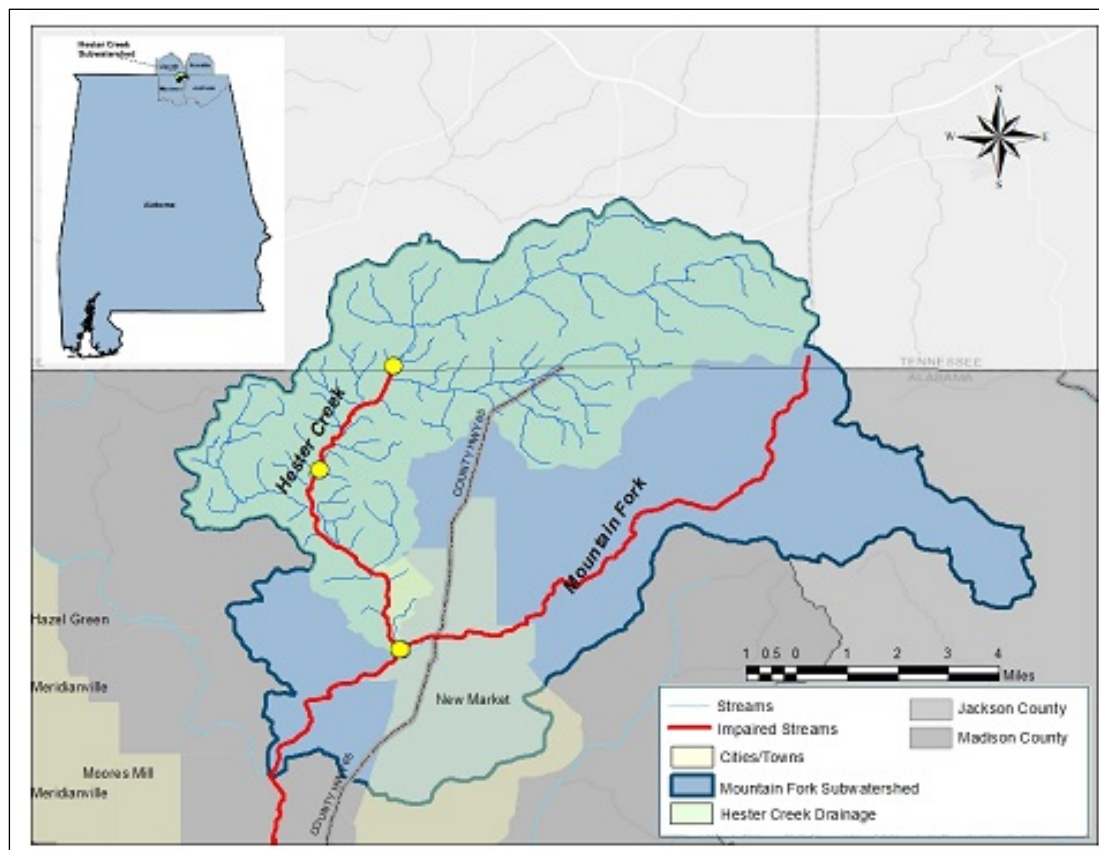 Hester Creek
Subwatershed
Alabama
N
W
E
S
TENNESSEE
ALABAMA
Hester Creek
COUNTY HWY 65
Mountain Fork
Hazel Green
Meridianville
New Market
Moores Mill
Meridianville
COUNTY HWY 65
1 0.5 0 1 2 3 4
Miles
Streams
Impaired Streams
Cities/Towns
Mountain Fork Subwatershed
Hester Creek Drainage
Jackson County
Madison County